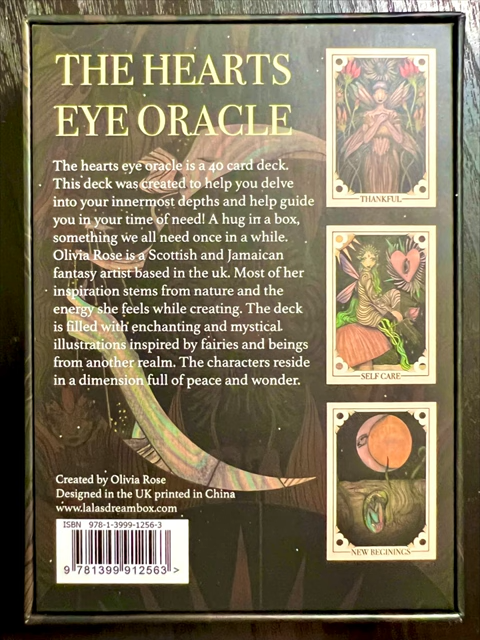 THE HEARTS
EYE ORACLE
The hearts eye oracle is a 40 card deck.
This deck was created to help you delve
into your innermost depths and help guide
you in your time of need! A hug in a box,
something we all need once in a while.
Olivia Rose is a Scottish and Jamaican
fantasy artist based in the uk. Most of her
inspiration stems from nature and the
energy she feels while creating. The deck
is filled with enchanting and mystical
illustrations inspired by fairies and beings
from another realm. The characters reside
in a dimension full of peace and wonder.
Created by Olivia Rose
Designed in the UK printed in China
www.lalasdreambox.com
ISBN 978-1-3999-1256-3
9 781399 912563>
THANKFUL
SELF CARE
NEW BECININGS